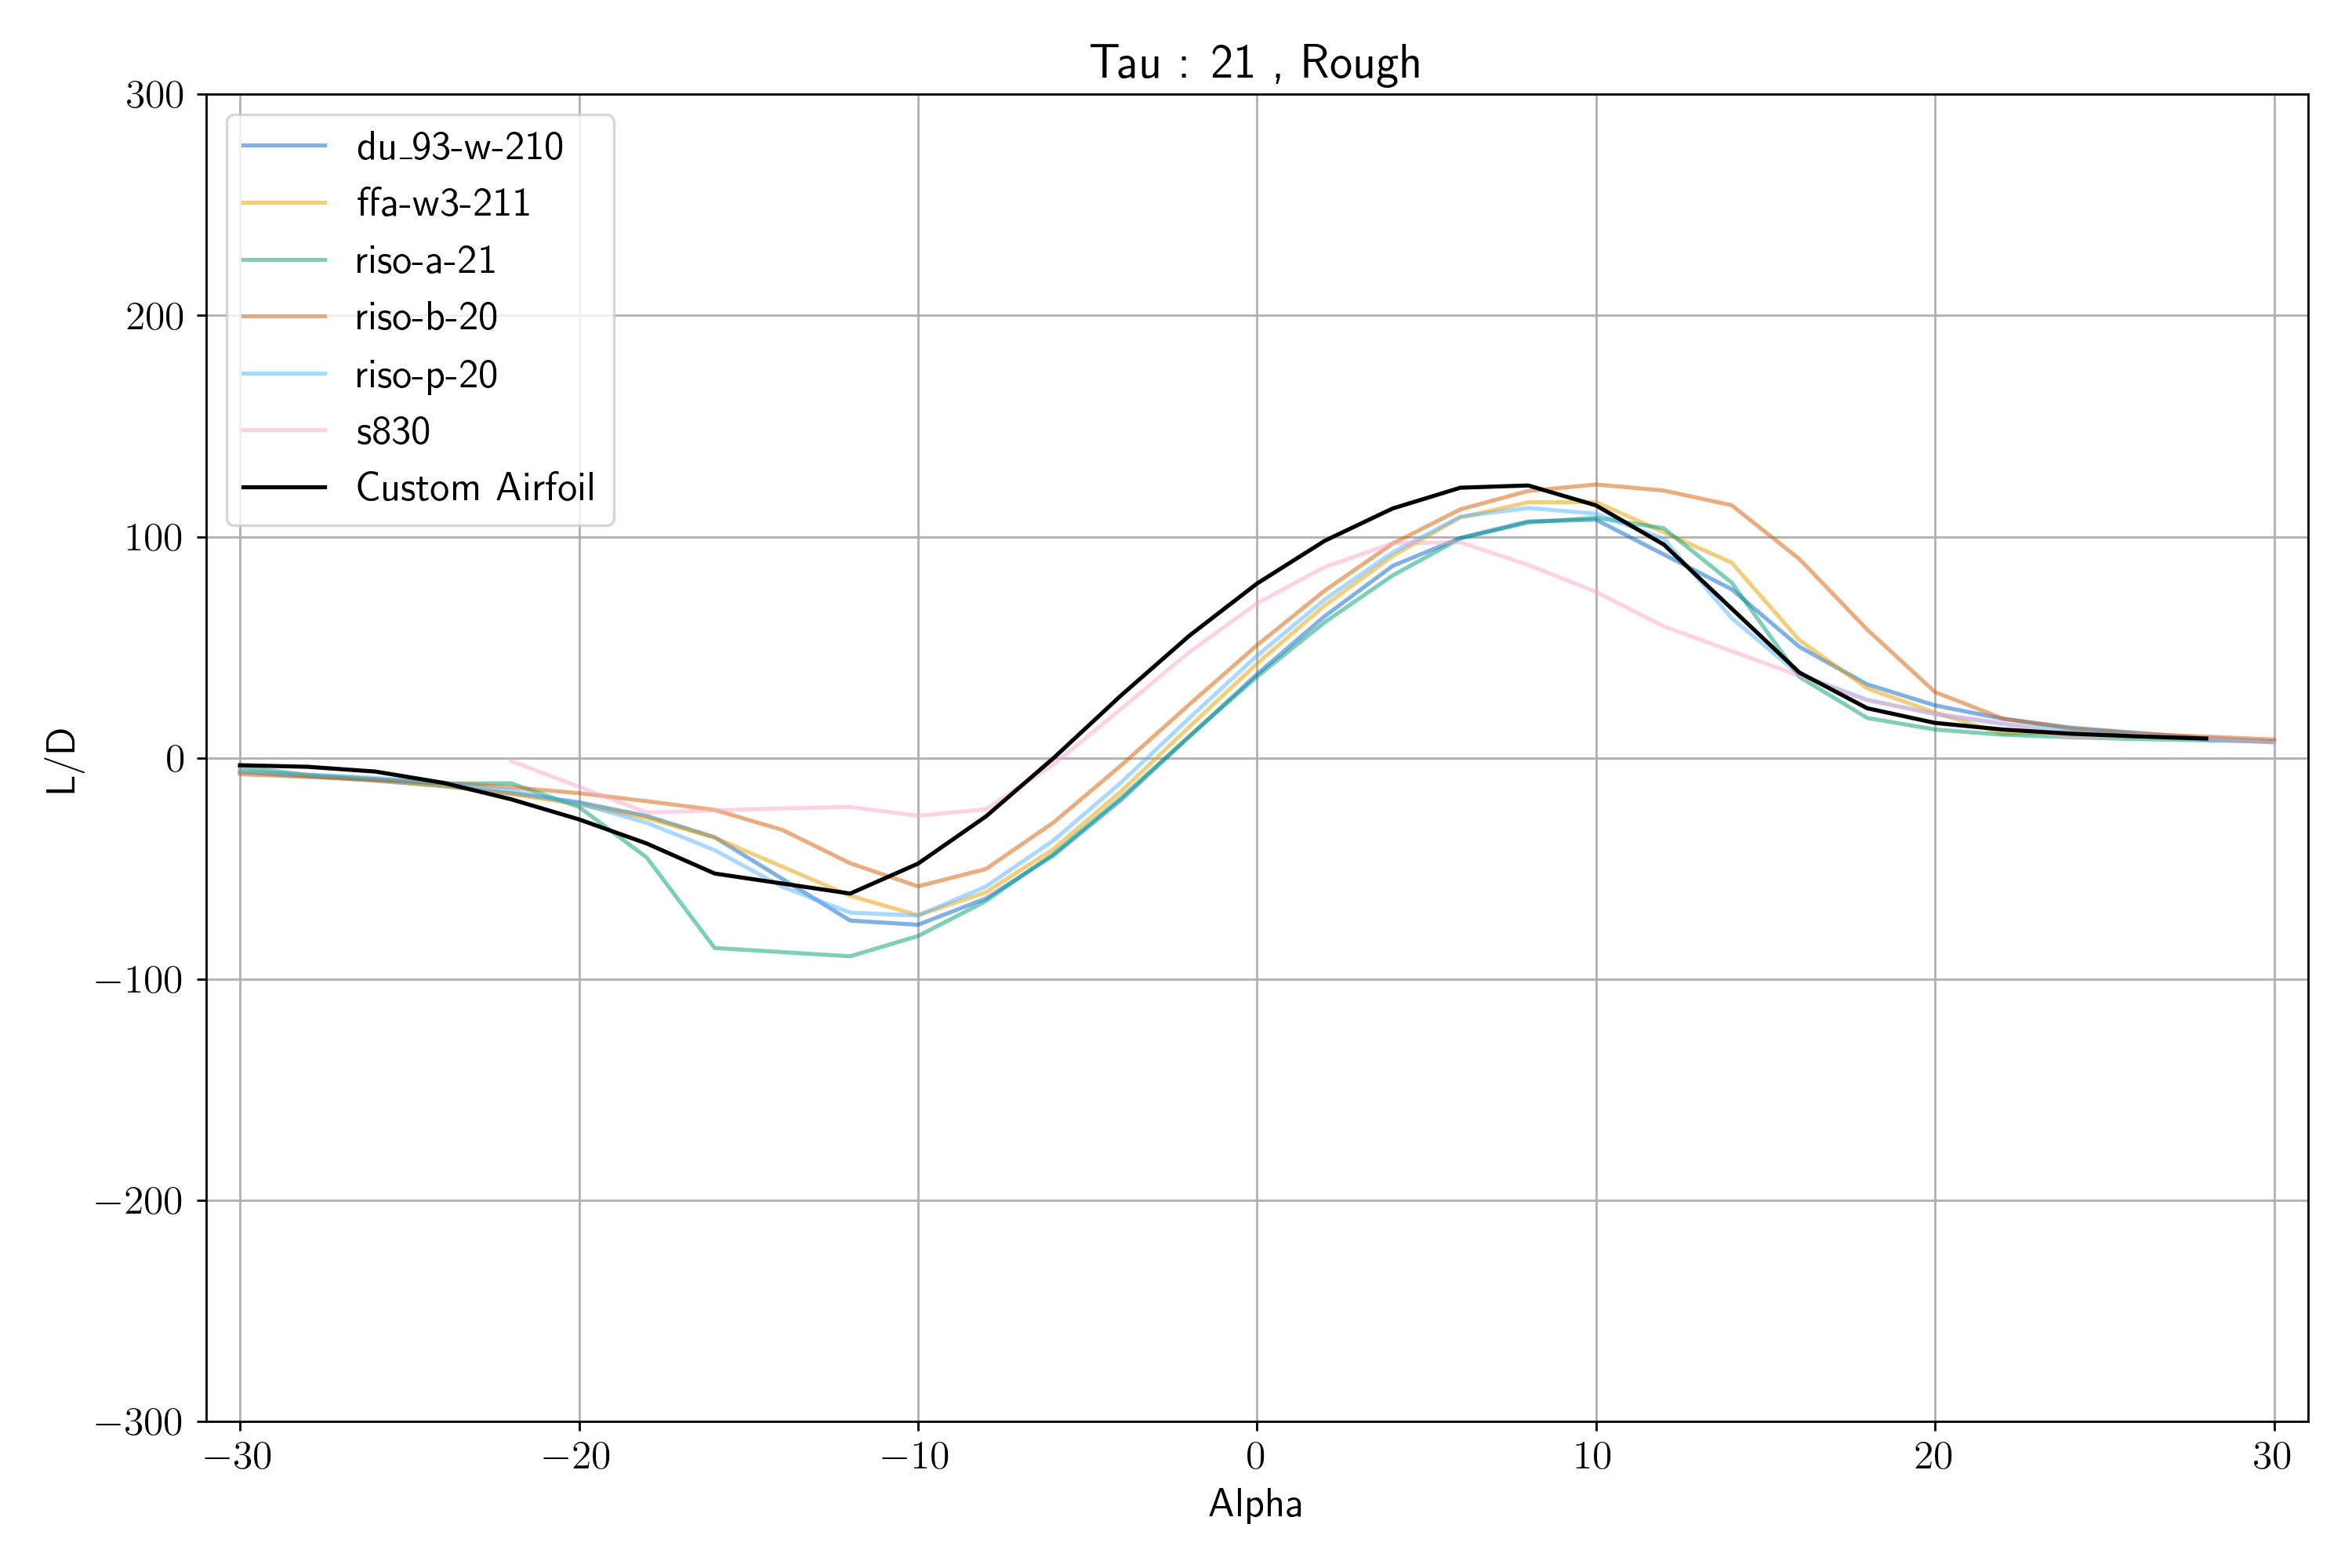 Tau : 21 , Rough
300
200
100
0
−100
−200
−300
L/D
du_93-w-210
ffa-w3-211
riso-a-21
riso-b-20
riso-p-20
s830
Custom Airfoil
−30 −20 −10 0 10 20 30
Alpha